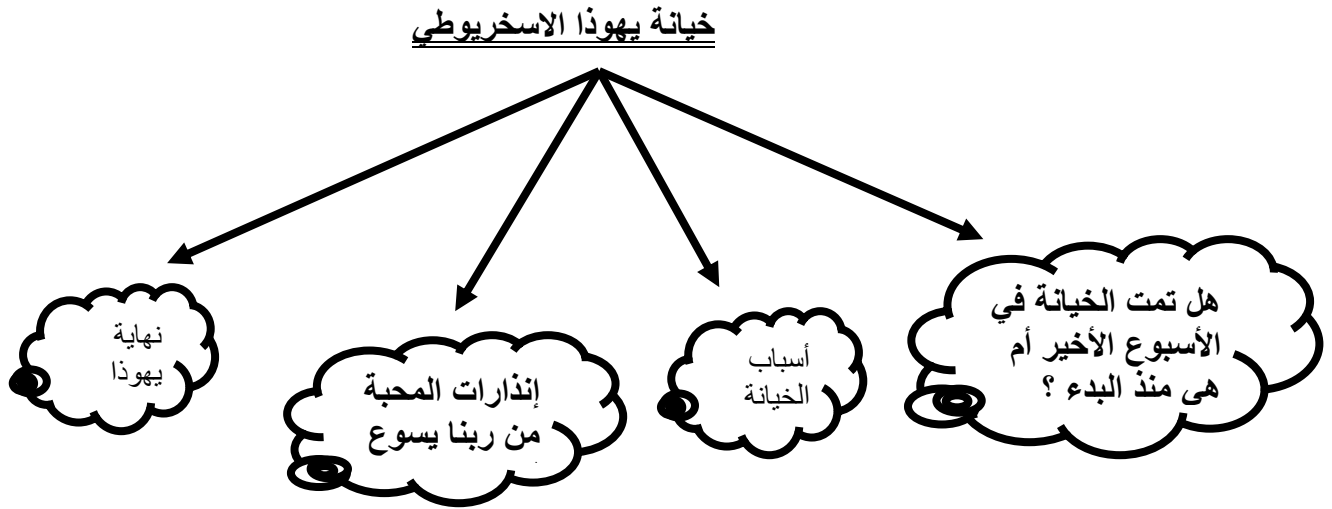 خيانة يهوذا الاسخريوطي
هل تمت الخيانة في
الأسبوع الأخير أم
هى منذ البدء ؟
أسباب
الخيانة
إنذارات المحبة
من ربنا يسوع
نهاية
يهوذا